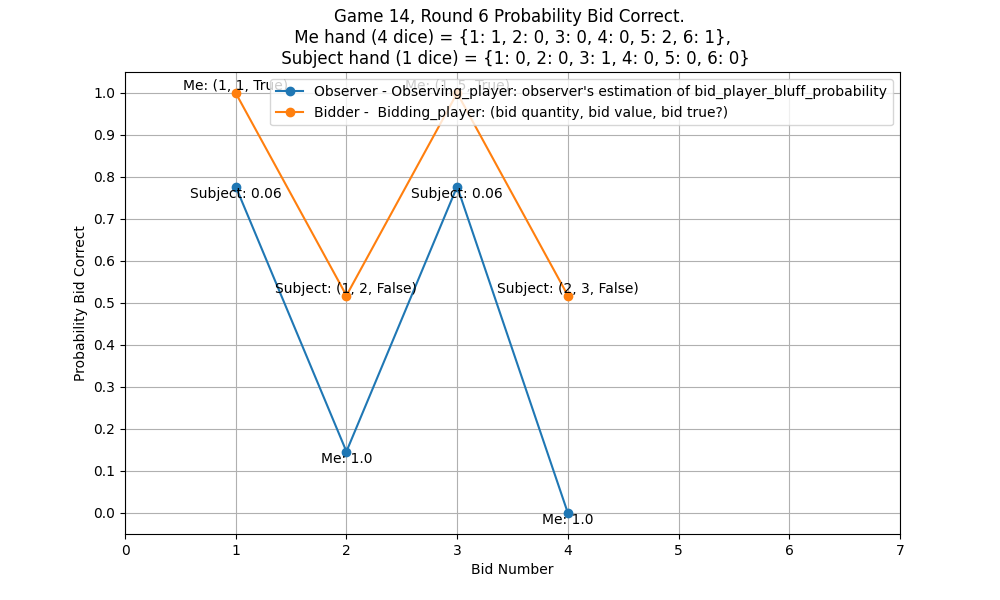 Game 14, Round 6 Probability Bid Correct.
Me hand (4 dice) = {1: 1, 2: 0, 3: 0, 4: 0, 5: 2, 6: 1},
Subject hand (1 dice) = {1: 0, 2: 0, 3: 1, 4: 0, 5: 0, 6: 0}
Me: (1, 1, True)
Me: (1, 5, True)
Observer - Observing_player: observer's estimation of bid_player_bluff_probability
Bidder -  Bidding_player: (bid quantity, bid value, bid true?)
Subject: 0.06
Subject: 0.06
Subject: (1, 2, False)
Subject: (2, 3, False)
Me: 1.0
Me: 1.0
Probability Bid Correct
1.0
0.9
0.8
0.7
0.6
0.5
0.4
0.3
0.2
0.1
0.0
0 1 2 3 4 5 6 7
Bid Number